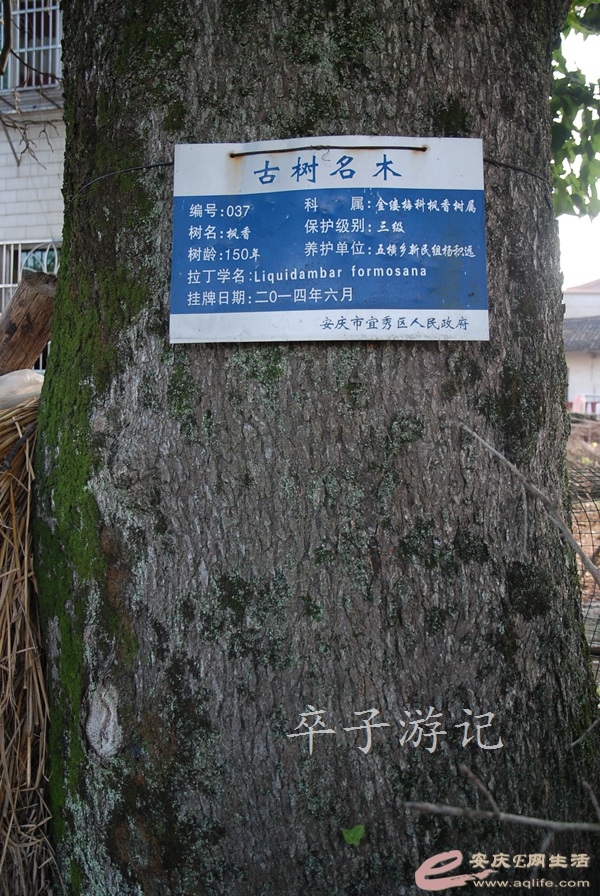 古树名木
编号:037 科 属:金缕梅科枫香树属
树名:枫香 保护级别:三级
树龄:150年 养护单位:五横乡新民组杨积远
拉丁学名:Liquidambar formosana
挂牌日期:二0一四年六月
安庆市宜秀区人民政府
卒子游记
安庆E网生活
www.aqlife.com